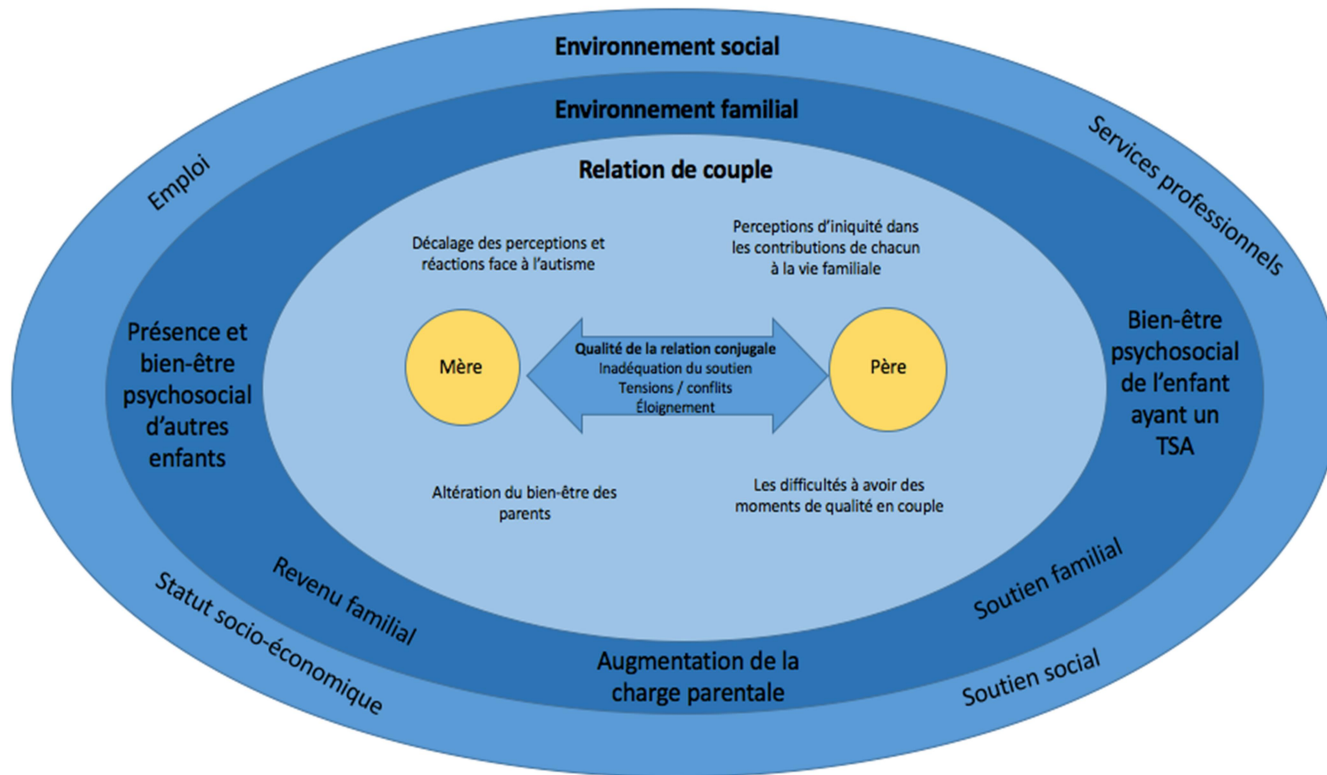 Environnement social
Environnement familial
Relation de couple
Emploi
Services professionnels
Décalage des perceptions et
réactions face à l'autisme
Perceptions d'iniquité dans
les contributions de chacun
à la vie familiale
Présence et
bien-être
psychosocial
d'autres
enfants
Mère
Qualité de la relation conjugale
Inadéquation du soutien
Tensions / conflits
Éloignement
Père
Bien-être
psychosocial
de l'enfant
ayant un
TSA
Altération du bien-être des
parents
Les difficultés à avoir des
moments de qualité en couple
Revenu familial
Soutien familial
Statut socio-économique
Augmentation de la
charge parentale
Soutien social